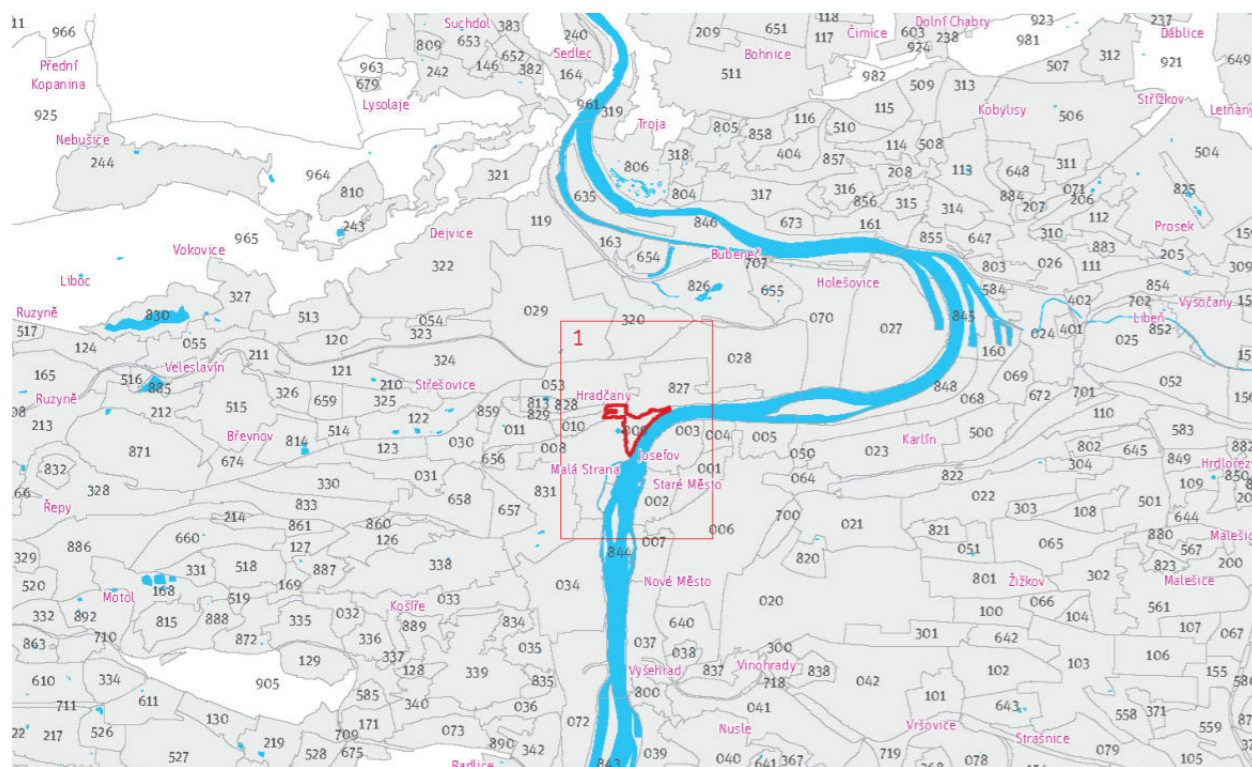 Suchdol 383 240 209 651 118 Čimice 603 Dolní Chabry 923 237
966 809 653 652 Sedlec Bohnice 117 924 238 981 Ďáblice
Přední 963 242 146 382 164 511 982 507 312 921 649
Kopanina 679 509 313
Lysolaje 961 319 115 Kobylisy Střížkov Letňany
925 Troja 805 116 510 506
Nebušice 858 114 508 504
244 964 321 318 404 857 208 113 648 311
810 806 071 825
635 804 317 316 856 315 314 884 207 206
243 119 846 673 161 112 Prosek
Dejvice 163 855 647 310
965 Vokovice 654 Bubeneč 883 205
322 707 803 026 111 309
Liboc 826 655 Holešovice 584 854
327 402 702 Vysočany
Ruzyně 830 513 054 029 320 070 027 845 024 401 Libeň 852
517 055 120 323 1 025
124 211 028 160
Veleslavín 121 324
165 516 885 326 210 Střešovice 053 827 848 069 701 052
Ruzyně 212 515 659 325 813 828 Hradčany 068 672
213 514 122 859 829 010 009 003 004 005 110 156
Břevnov 814 123 030 011 Karlín 500 583
871 674 656 008 Josefov 050 023 802 645 849 882
832 031 Malá Strana 001 822 304 109 850
330 831 Staré Město 064 022
328 833 658 657 002 501
Řepy 214 303 108 644
861 860 006 700 021 821
886 660 127 126 007 065 880
329 331 518 887 338 844 820 051 567 200
520 168 169 034 Nové Město 801 Žižkov 302 823 Malešice
Motol 519 033 066
332 892 815 888 335 032 Košíře 834 020 100 104 561
863 710 872 336 889 640 301 642 107 067
337 035 037 038 300
129 128 339 Vyšehrad 837 Vinohrady 838 102 103 106 155
610 334 905 835 718 042
711 611 585 340 036 800 041 101 643 558 371
130 171 072 Vršovice 559
217 526 709 073 Nusle Strašnice
219 528 675 890 342 039 719 079
527 Radlice 843 040 641 367 078 105